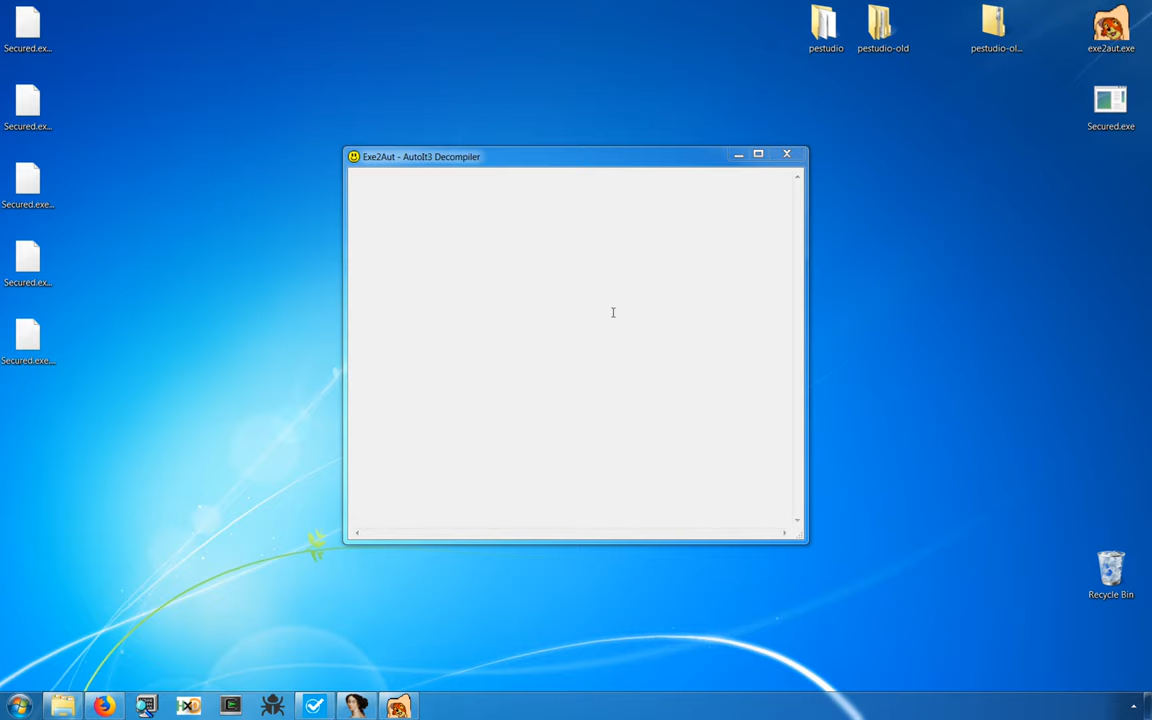 Secured.ex...
Secured.ex...
Secured.exe...
Secured.ex...
Secured.exe....
pestudio
pestudio-old
pestudio-ol...
exe2aut.exe
Secured.exe
Exe2Aut - AutoIt3 Decompiler
Recycle Bin